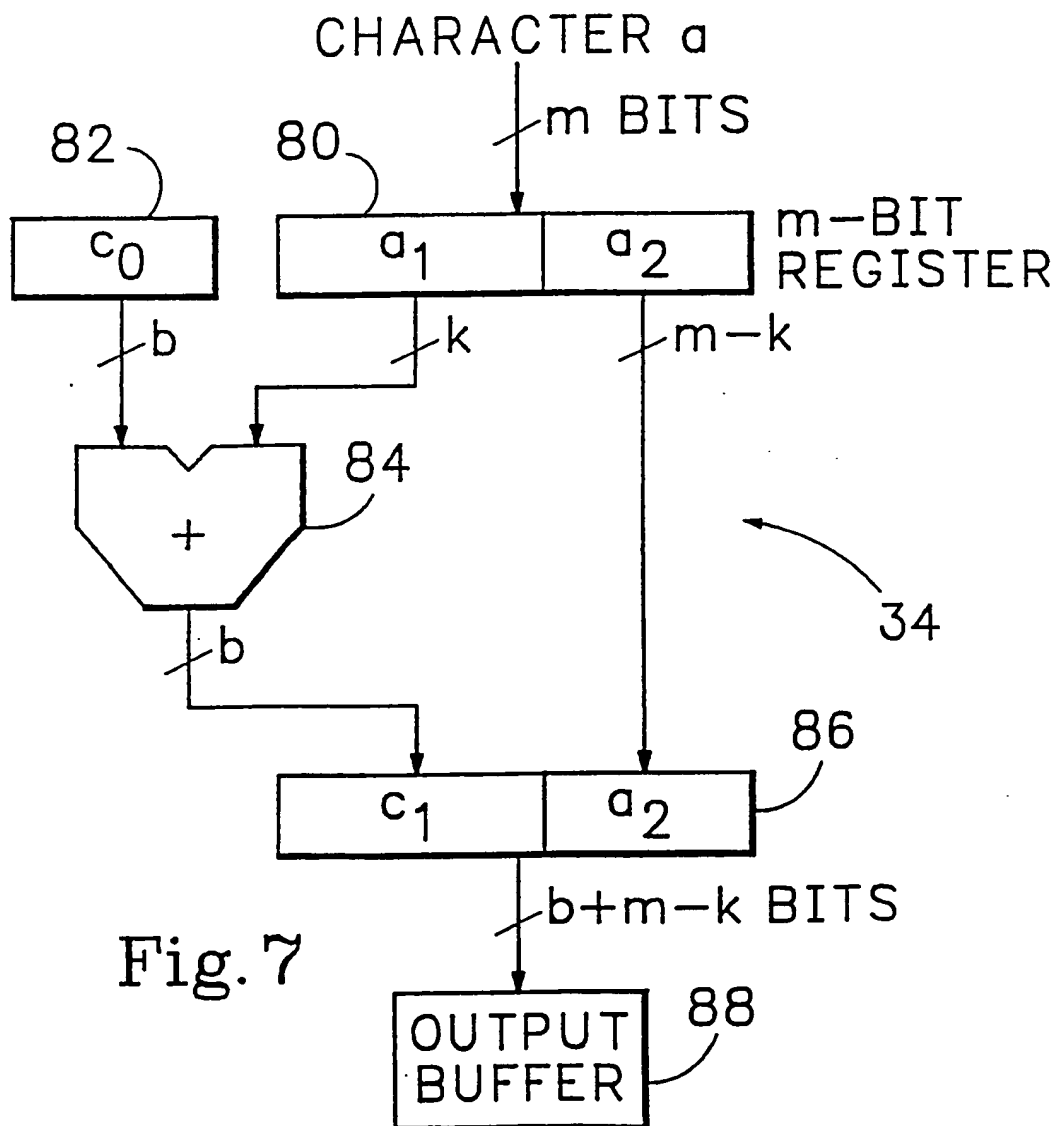 CHARACTER a
m BITS
82
80
c0
a1
a2
m-BIT
REGISTER
b
k
m-k
84
+
34
b
86
c1
a2
b+m-k BITS
Fig. 7
OUTPUT
BUFFER
88